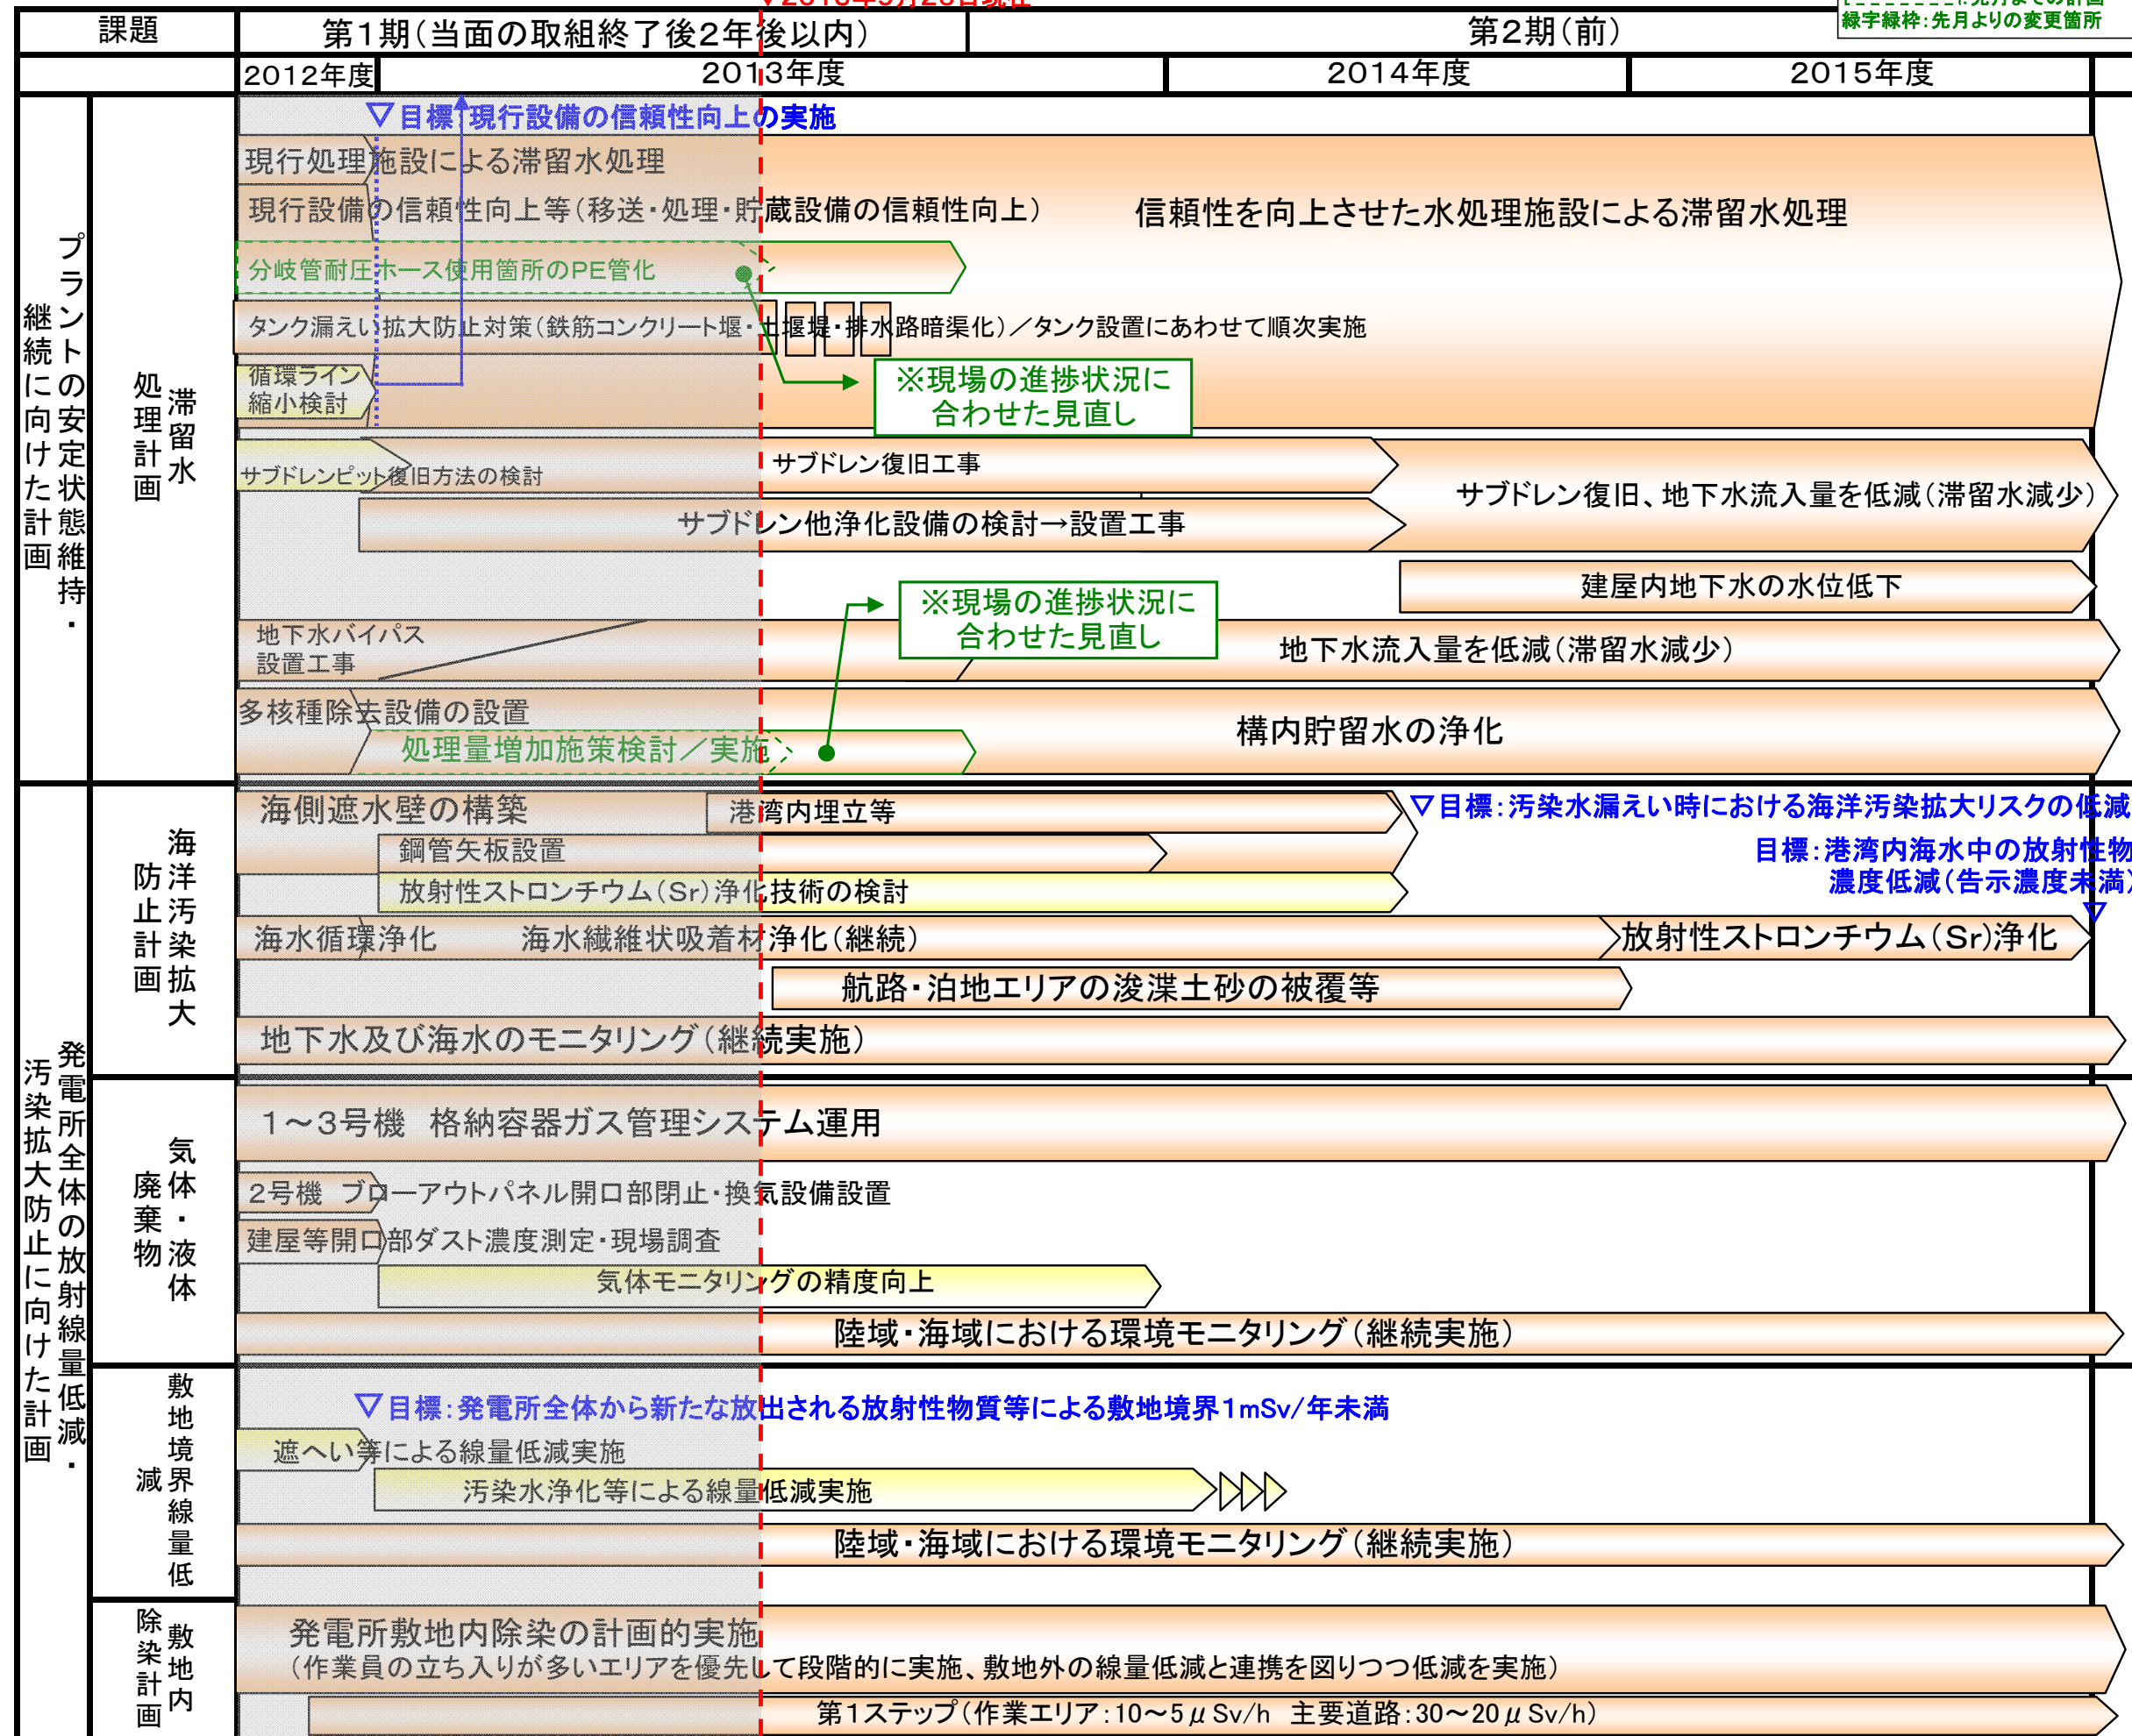 課題
第1期（当面の取組終了後2年後以内）
第2期（前）
緑字緑枠：先月よりの変更箇所
2012年度
2013年度
2014年度
2015年度
プラントの安定状態維持・
継続に向けた計画
滞留水
処理計画
▽目標：現行設備の信頼性向上の実施
現行処理施設による滞留水処理
現行設備の信頼性向上等（移送・処理・貯蔵設備の信頼性向上）
信頼性を向上させた水処理施設による滞留水処理
分岐管耐圧ホース使用箇所のPE管化
タンク漏えい拡大防止対策（鉄筋コンクリート堰・土堰堤・排水路暗渠化）／タンク設置にあわせて順次実施
循環ライン
縮小検討
※現場の進捗状況に
合わせた見直し
サブドレンピット復旧方法の検討
サブドレン復旧工事
サブドレン復旧、地下水流入量を低減（滞留水減少）
サブドレン他浄化設備の検討→設置工事
建屋内地下水の水位低下
※現場の進捗状況に
合わせた見直し
地下水バイパス
設置工事
地下水流入量を低減（滞留水減少）
多核種除去設備の設置
構内貯留水の浄化
処理量増加施策検討／実施
発電所全体の放射線量低減・
汚染拡大防止に向けた計画
海洋汚染拡大
防止計画
海側遮水壁の構築
港湾内埋立等
▽目標：汚染水漏えい時における海洋汚染拡大リスクの低減
鋼管矢板設置
目標：港湾内海水中の放射性物
濃度低減（告示濃度未満）
▽
放射性ストロンチウム（Sr）浄化技術の検討
海水循環浄化
海水繊維状吸着材浄化（継続）
放射性ストロンチウム（Sr）浄化
航路・泊地エリアの浚渫土砂の被覆等
地下水及び海水のモニタリング（継続実施）
気体・液体
廃棄物
1～3号機 格納容器ガス管理システム運用
2号機 ブローアウトパネル開口部閉止・換気設備設置
建屋等開口部ダスト濃度測定・現場調査
気体モニタリングの精度向上
陸域・海域における環境モニタリング（継続実施）
敷地境界線量低
減
▽目標：発電所全体から新たな放出される放射性物質等による敷地境界1mSv/年未満
遮へい等による線量低減実施
汚染水浄化等による線量低減実施
陸域・海域における環境モニタリング（継続実施）
敷地内
除染計画
発電所敷地内除染の計画的実施
（作業員の立ち入りが多いエリアを優先して段階的に実施、敷地外の線量低減と連携を図りつつ低減を実施）
第1ステップ（作業エリア：10～5μSv/h 主要道路：30～20μSv/h）